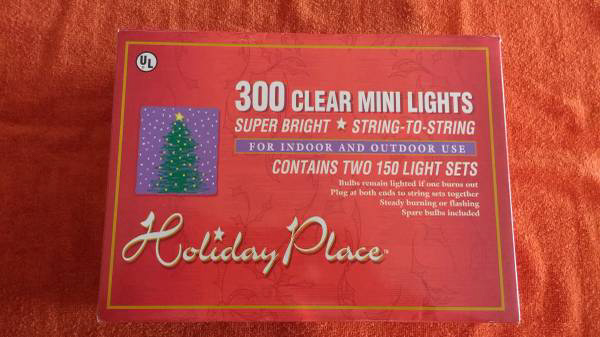 UL
300 CLEAR MINI LIGHTS
SUPER BRIGHT ★ STRING-TO-STRING
FOR INDOOR AND OUTDOOR USE
CONTAINS TWO 150 LIGHT SETS
Bulbs remain lighted if one burns out
Plug at both ends to string sets together
Steady burning or flashing
Spare bulbs included
Holiday Place™